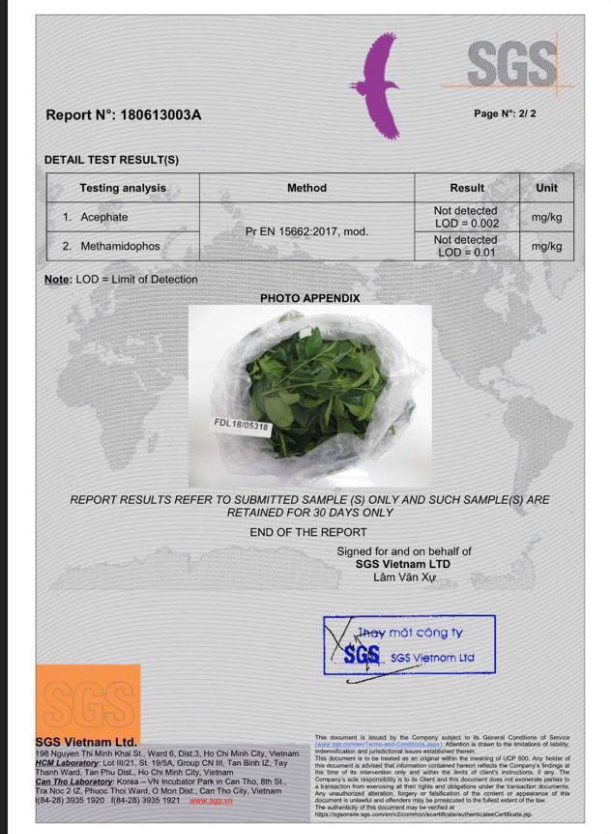 SGS
Report N°: 180613003A
Page N°: 2/ 2
DETAIL TEST RESULT(S)
Testing analysis Method Result Unit
1. Acephate Pr EN 15662:2017, mod. Not detected LOD = 0.002 mg/kg
2. Methamidophos Not detected LOD = 0.01 mg/kg
Note: LOD = Limit of Detection
PHOTO APPENDIX
FDL18/05318
REPORT RESULTS REFER TO SUBMITTED SAMPLE (S) ONLY AND SUCH SAMPLE(S) ARE
RETAINED FOR 30 DAYS ONLY
END OF THE REPORT
Signed for and on behalf of
SGS Vietnam LTD
Lâm Văn Xự
Thay mặt công ty
SGS SGS Vietnam Ltd
SGS
SGS Vietnam Ltd.
198 Nguyen Thi Minh Khai St., Ward 6, Dist.3, Ho Chi Minh City, Vietnam
HCM Laboratory: Lot III/21, St. 19/5A, Group CN III, Tan Binh IZ, Tay
Thanh Ward, Tan Phu Dist., Ho Chi Minh City, Vietnam
Can Tho Laboratory: Korea – VN Incubator Park in Can Tho, 8th St.,
Tra Noc 2 IZ, Phuoc Thoi Ward, O Mon Dist., Can Tho City, Vietnam
t(84-28) 3935 1920 f(84-28) 3935 1921 www.sgs.vn
This document is issued by the Company subject to its General Conditions of Service
(www.sgs.com/en/Terms-and-Conditions.aspx). Attention is drawn to the limitations of liability,
indemnification and jurisdictional issues established therein.
This document is to be treated as an original within the meaning of UCP 600. Any holder of
this document is advised that information contained hereon reflects the Company's findings at
the time of its intervention only and within the limits of client's instructions, if any. The
Company's sole responsibility is to its Client and this document does not exonerate parties to
a transaction from exercising all their rights and obligations under the transaction documents.
Any unauthorized alteration, forgery or falsification of the content or appearance of this
document is unlawful and offenders may be prosecuted to the fullest extent of the law.
The authenticity of this document may be verified at
https://sgsonsite.sgs.com/en/v2/common/ecertificate/authenticatedCertificate.jsp